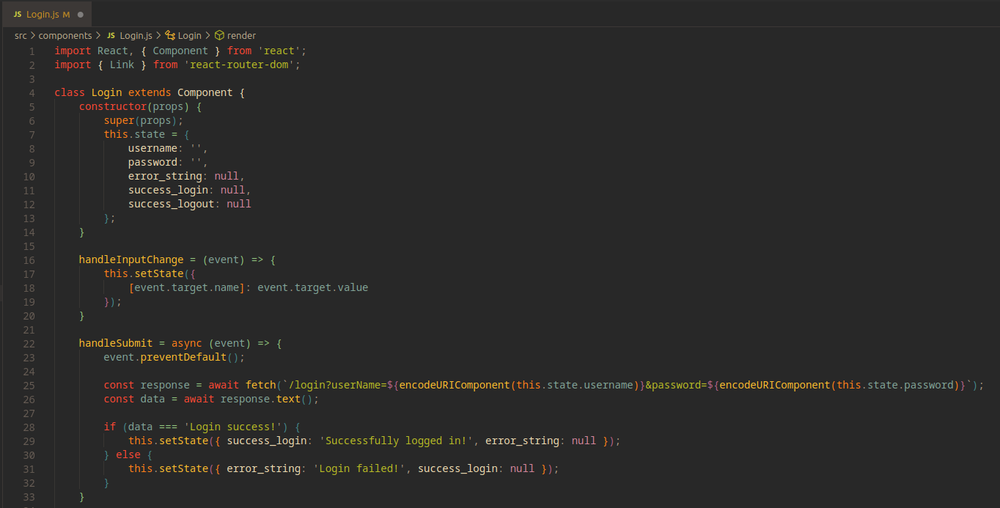 JS Login.js M ●
src > components > JS Login.js > Login > render
1 import React, { Component } from 'react';
2 import { Link } from 'react-router-dom';
3
4 class Login extends Component {
5     constructor(props) {
6         super(props);
7         this.state = {
8             username: '',
9             password: '',
10             error_string: null,
11             success_login: null,
12             success_logout: null
13         };
14     }
15
16     handleInputChange = (event) => {
17         this.setState({
18             [event.target.name]: event.target.value
19         });
20     }
21
22     handleSubmit = async (event) => {
23         event.preventDefault();
24
25         const response = await fetch(`/login?userName=${encodeURIComponent(this.state.username)}&password=${encodeURIComponent(this.state.password)}`);
26         const data = await response.text();
27
28         if (data === 'Login success!') {
29             this.setState({ success_login: 'Successfully logged in!', error_string: null });
30         } else {
31             this.setState({ error_string: 'Login failed!', success_login: null });
32         }
33     }